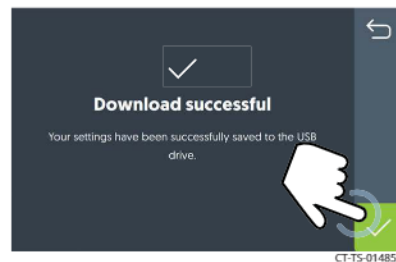 Download successful
Your settings have been successfully saved to the USB
drive.
CT-TS-01485